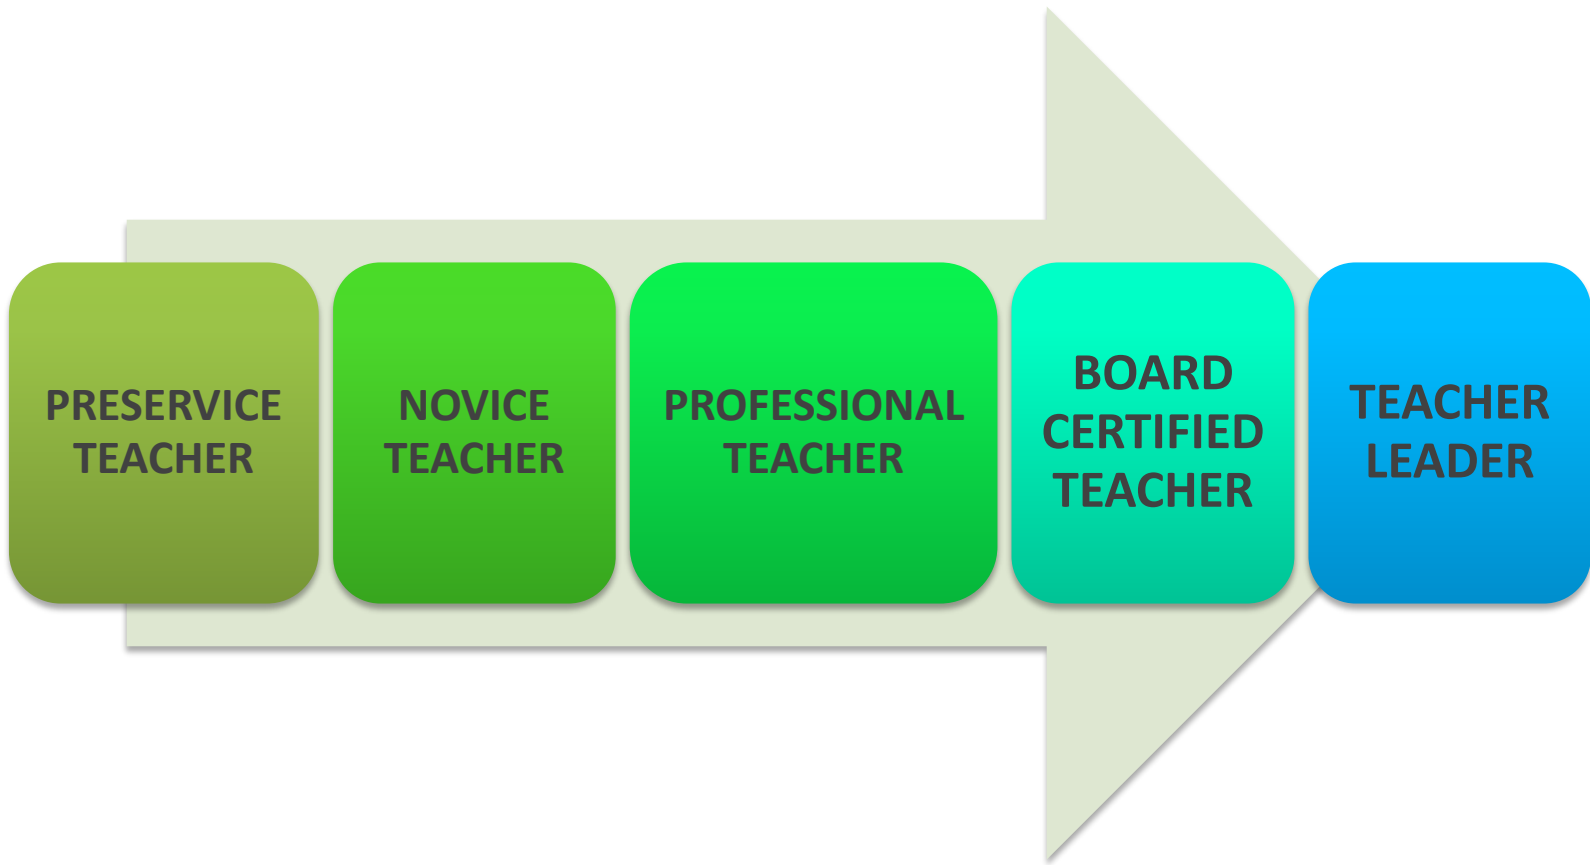 PRESERVICE
TEACHER
NOVICE
TEACHER
PROFESSIONAL
TEACHER
BOARD
CERTIFIED
TEACHER
TEACHER
LEADER